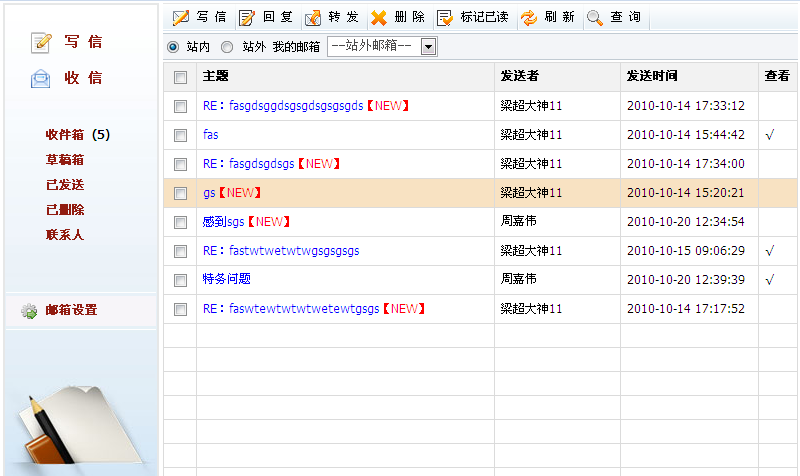 写 信
收 信
收件箱 (5)
草稿箱
已发送
已删除
联系人
邮箱设置
写 信 回 复 转 发 删 除 标记已读 刷 新 查 询
站内 站外 我的邮箱 --站外邮箱--
主题 发送者 发送时间 查看
RE：fasgdsggdsgsgdsgsgsgds【NEW】 梁超大神11 2010-10-14 17:33:12
fas 梁超大神11 2010-10-14 15:44:42 √
RE：fasgdsgdsgs【NEW】 梁超大神11 2010-10-14 17:34:00
gs【NEW】 梁超大神11 2010-10-14 15:20:21
感到sgs【NEW】 周嘉伟 2010-10-20 12:34:54
RE：fastwtwetwtwgsgsgsgs 梁超大神11 2010-10-15 09:06:29 √
特务问题 周嘉伟 2010-10-20 12:39:39 √
RE：faswtewtwtwtwetewtgsgs【NEW】 梁超大神11 2010-10-14 17:17:52